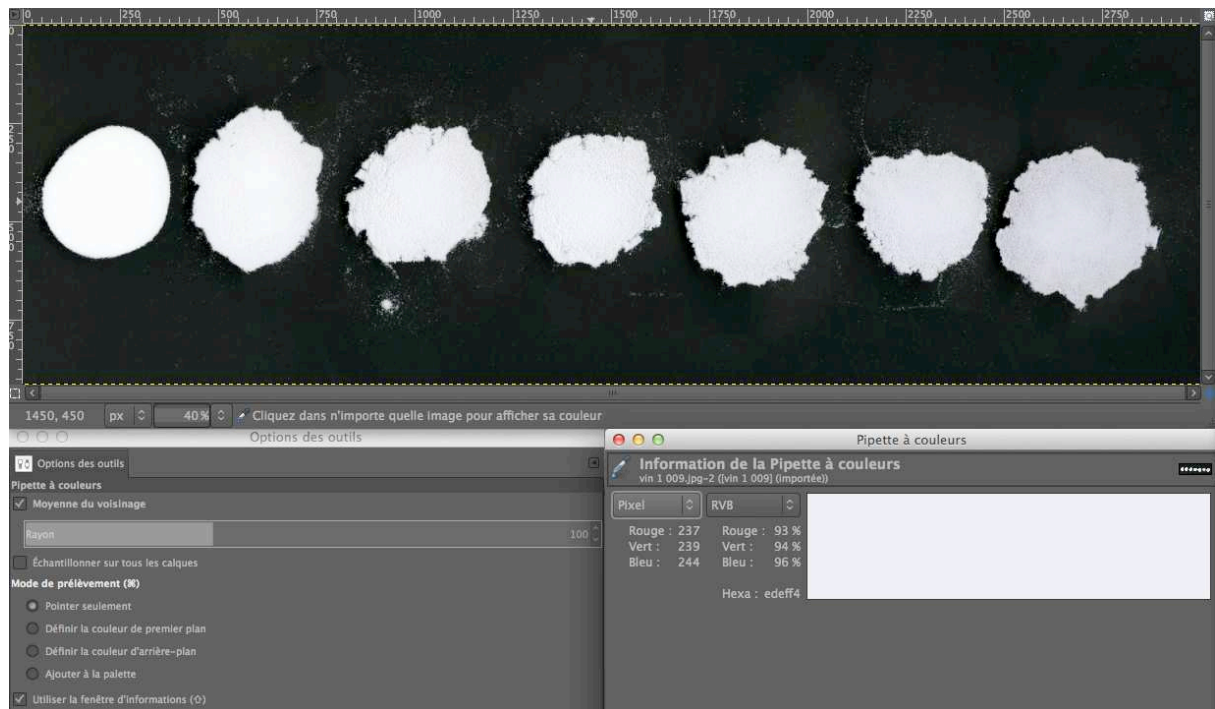 0 250 500 750 1000 1250 1500 1750 2000 2250 2500 2750
0
1450, 450 px 40% Cliquez dans n'importe quelle image pour afficher sa couleur
Options des outils
Options des outils
Pipette à couleurs
Moyenne du voisinage
Rayon 100
Échantillonner sur tous les calques
Mode de prélèvement (⌘)
Pointer seulement
Définir la couleur de premier plan
Définir la couleur d'arrière-plan
Ajouter à la palette
Utiliser la fenêtre d'informations (⇧)
Pipette à couleurs
Information de la Pipette à couleurs
vin 1 009.jpg-2 ([vin 1 009] (importée))
Pixel RVB
Rouge : 237 Rouge : 93 %
Vert : 239 Vert : 94 %
Bleu : 244 Bleu : 96 %
Hexa : edeff4